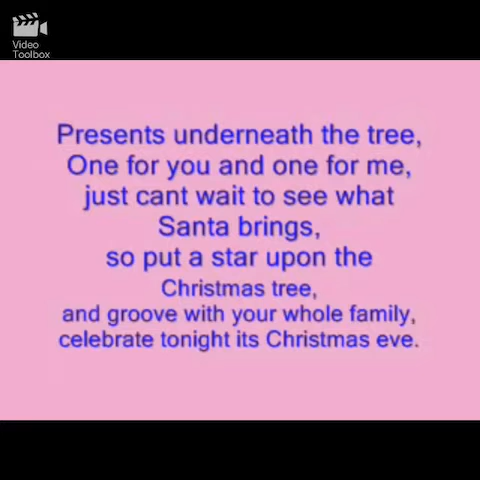 Video
Toolbox
Presents underneath the tree,
One for you and one for me,
just cant wait to see what
Santa brings,
so put a star upon the
Christmas tree,
and groove with your whole family,
celebrate tonight its Christmas eve.